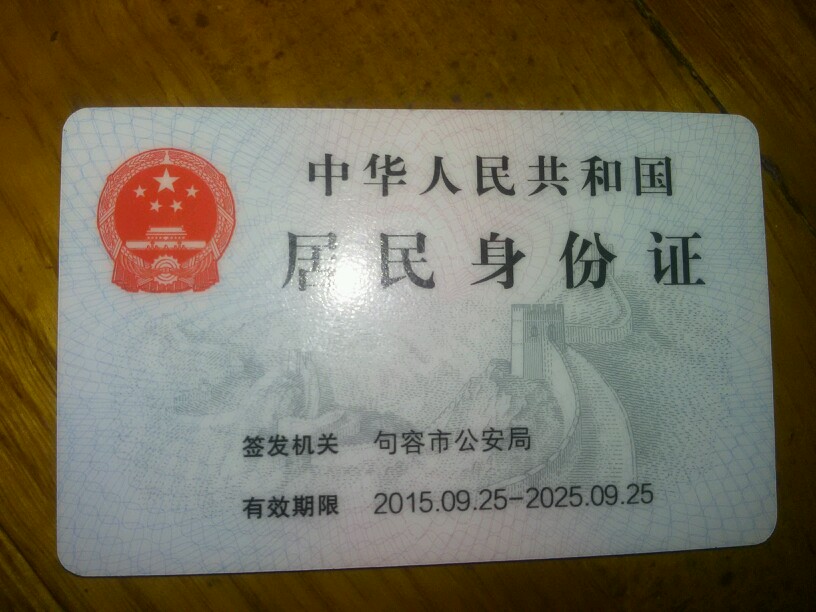 中华人民共和国
居民身份证
签发机关 句容市公安局
有效期限 2015.09.25-2025.09.25